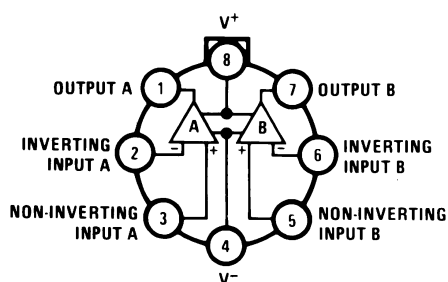 V+
8
OUTPUT A 1 7 OUTPUT B
A B
INVERTING
INPUT A 2 - + + - 6 INVERTING
INPUT B
NON-INVERTING
INPUT A 3 5 NON-INVERTING
INPUT B
4
V−